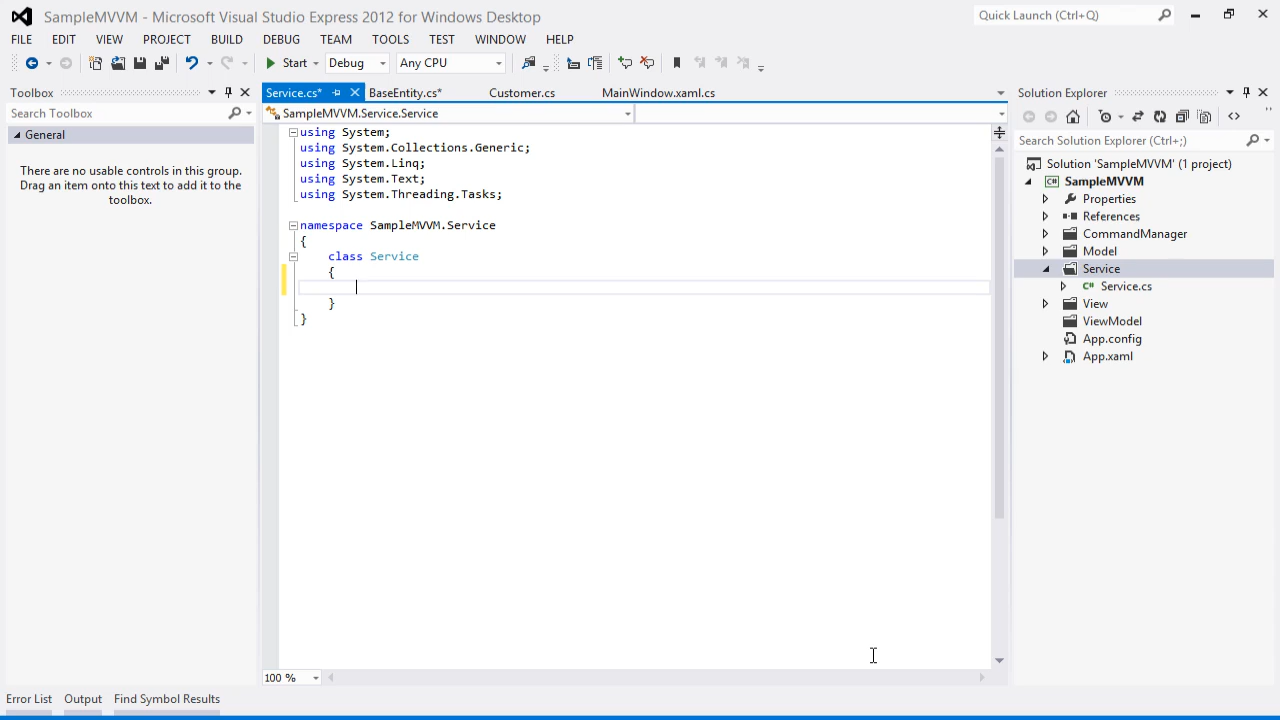 SampleMVVM - Microsoft Visual Studio Express 2012 for Windows Desktop
Quick Launch (Ctrl+Q)
FILE EDIT VIEW PROJECT BUILD DEBUG TEAM TOOLS TEST WINDOW HELP
Start Debug Any CPU
Toolbox
Search Toolbox
General
There are no usable controls in this group.
Drag an item onto this text to add it to the
toolbox.
Service.cs* BaseEntity.cs* Customer.cs MainWindow.xaml.cs
SampleMVVM.Service.Service
using System;
using System.Collections.Generic;
using System.Linq;
using System.Text;
using System.Threading.Tasks;
namespace SampleMVVM.Service
{
class Service
{
}
}
100 %
Solution Explorer
Search Solution Explorer (Ctrl+;)
Solution 'SampleMVVM' (1 project)
C# SampleMVVM
Properties
References
CommandManager
Model
Service
C# Service.cs
View
ViewModel
App.config
App.xaml
Error List Output Find Symbol Results